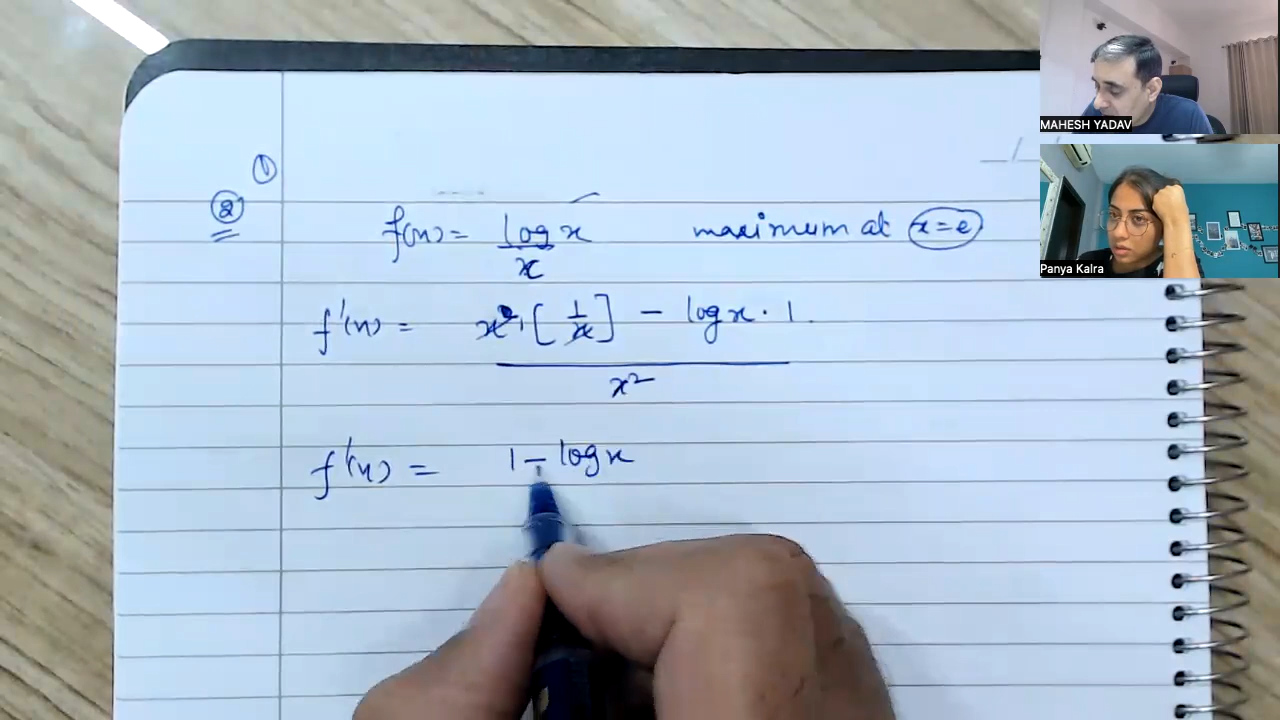 ①
②
f(x) = log x / x maximum at x = e
f'(x) = x · [1/x] − log x · 1
x²
f'(x) = 1 − log x
MAHESH YADAV
Panya Kalra